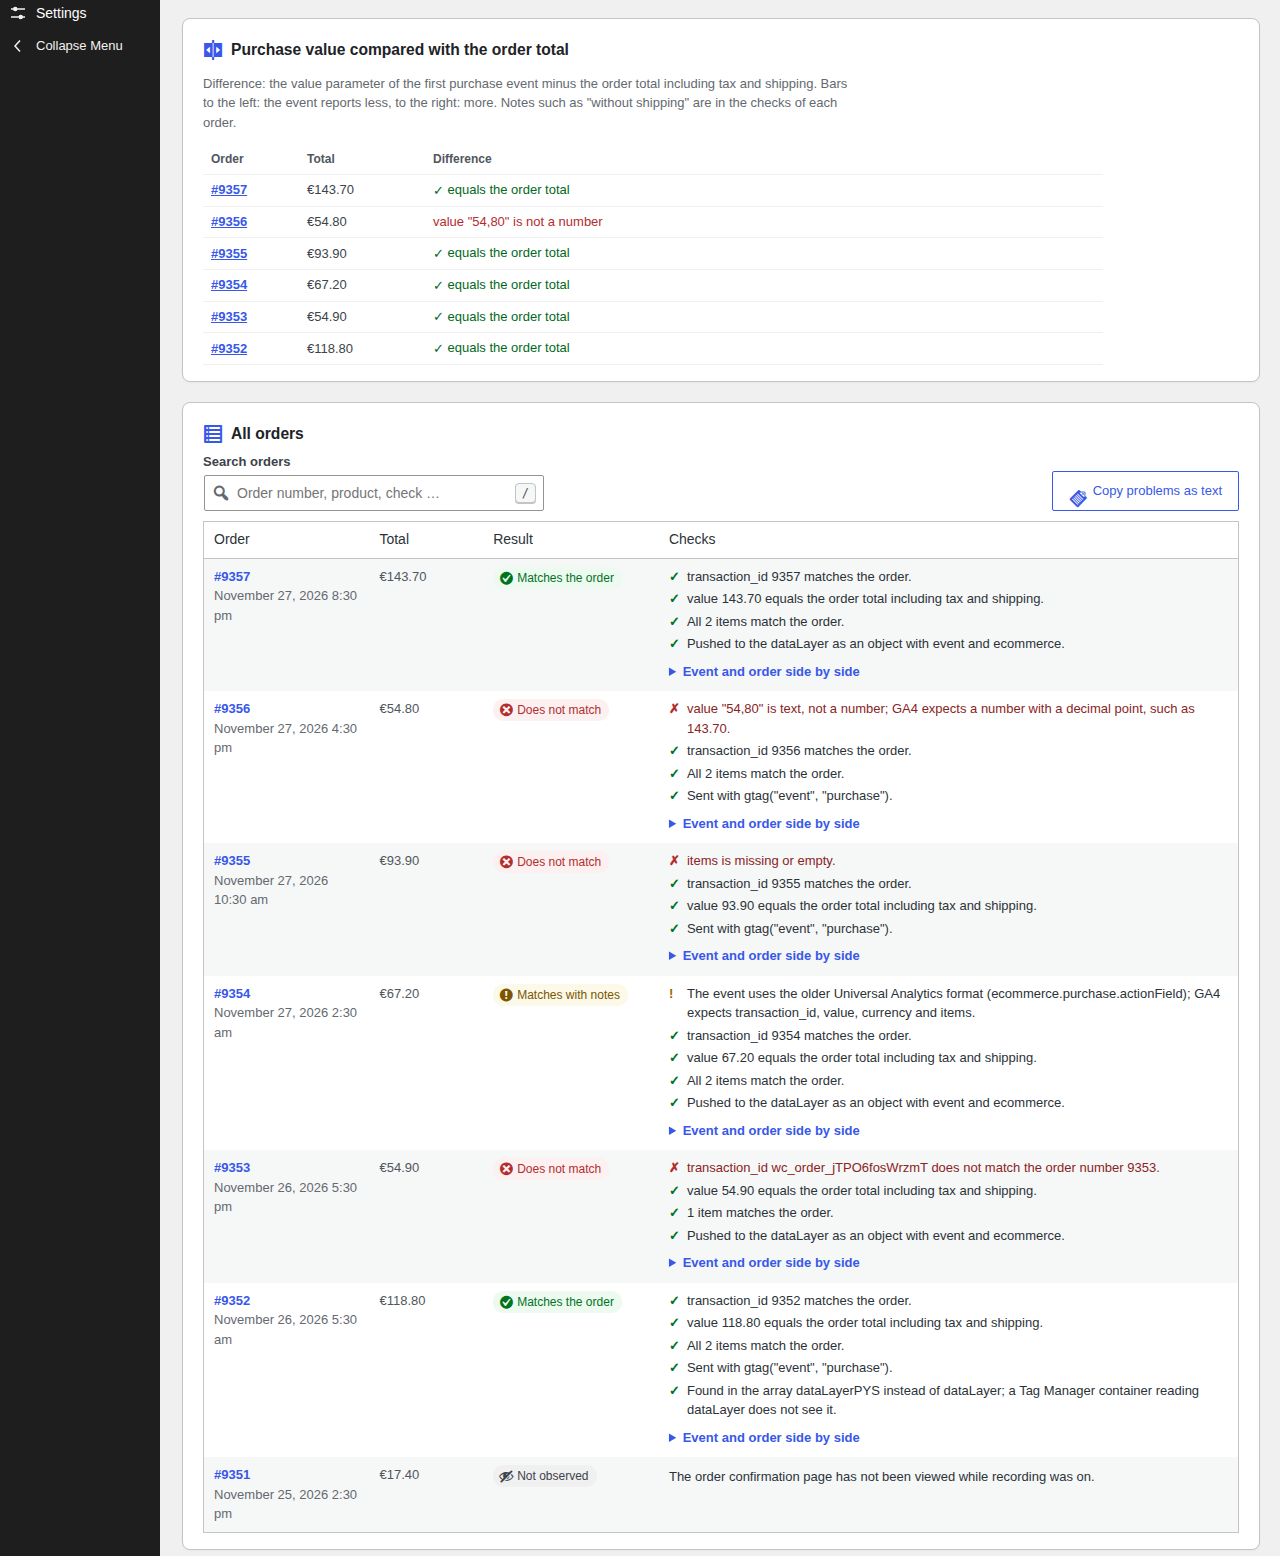 Settings
Collapse Menu
Purchase value compared with the order total
Difference: the value parameter of the first purchase event minus the order total including tax and shipping. Bars
to the left: the event reports less, to the right: more. Notes such as "without shipping" are in the checks of each
order.
Order Total Difference
#9357 €143.70 ✓ equals the order total
#9356 €54.80 value "54,80" is not a number
#9355 €93.90 ✓ equals the order total
#9354 €67.20 ✓ equals the order total
#9353 €54.90 ✓ equals the order total
#9352 €118.80 ✓ equals the order total
All orders
Search orders
Order number, product, check … /
Copy problems as text
Order Total Result Checks
#9357 €143.70 Matches the order ✓ transaction_id 9357 matches the order.
November 27, 2026 8:30
pm
✓ value 143.70 equals the order total including tax and shipping.
✓ All 2 items match the order.
✓ Pushed to the dataLayer as an object with event and ecommerce.
Event and order side by side
#9356 €54.80 Does not match ✗ value "54,80" is text, not a number; GA4 expects a number with a decimal point, such as
143.70.
November 27, 2026 4:30
pm
✓ transaction_id 9356 matches the order.
✓ All 2 items match the order.
✓ Sent with gtag("event", "purchase").
Event and order side by side
#9355 €93.90 Does not match ✗ items is missing or empty.
November 27, 2026
10:30 am
✓ transaction_id 9355 matches the order.
✓ value 93.90 equals the order total including tax and shipping.
✓ Sent with gtag("event", "purchase").
Event and order side by side
#9354 €67.20 Matches with notes ! The event uses the older Universal Analytics format (ecommerce.purchase.actionField); GA4
expects transaction_id, value, currency and items.
November 27, 2026 2:30
am
✓ transaction_id 9354 matches the order.
✓ value 67.20 equals the order total including tax and shipping.
✓ All 2 items match the order.
✓ Pushed to the dataLayer as an object with event and ecommerce.
Event and order side by side
#9353 €54.90 Does not match ✗ transaction_id wc_order_jTPO6fosWrzmT does not match the order number 9353.
November 26, 2026 5:30
pm
✓ value 54.90 equals the order total including tax and shipping.
✓ 1 item matches the order.
✓ Pushed to the dataLayer as an object with event and ecommerce.
Event and order side by side
#9352 €118.80 Matches the order ✓ transaction_id 9352 matches the order.
November 26, 2026 5:30
am
✓ value 118.80 equals the order total including tax and shipping.
✓ All 2 items match the order.
✓ Sent with gtag("event", "purchase").
✓ Found in the array dataLayerPYS instead of dataLayer; a Tag Manager container reading
dataLayer does not see it.
Event and order side by side
#9351 €17.40 Not observed The order confirmation page has not been viewed while recording was on.
November 25, 2026 2:30
pm